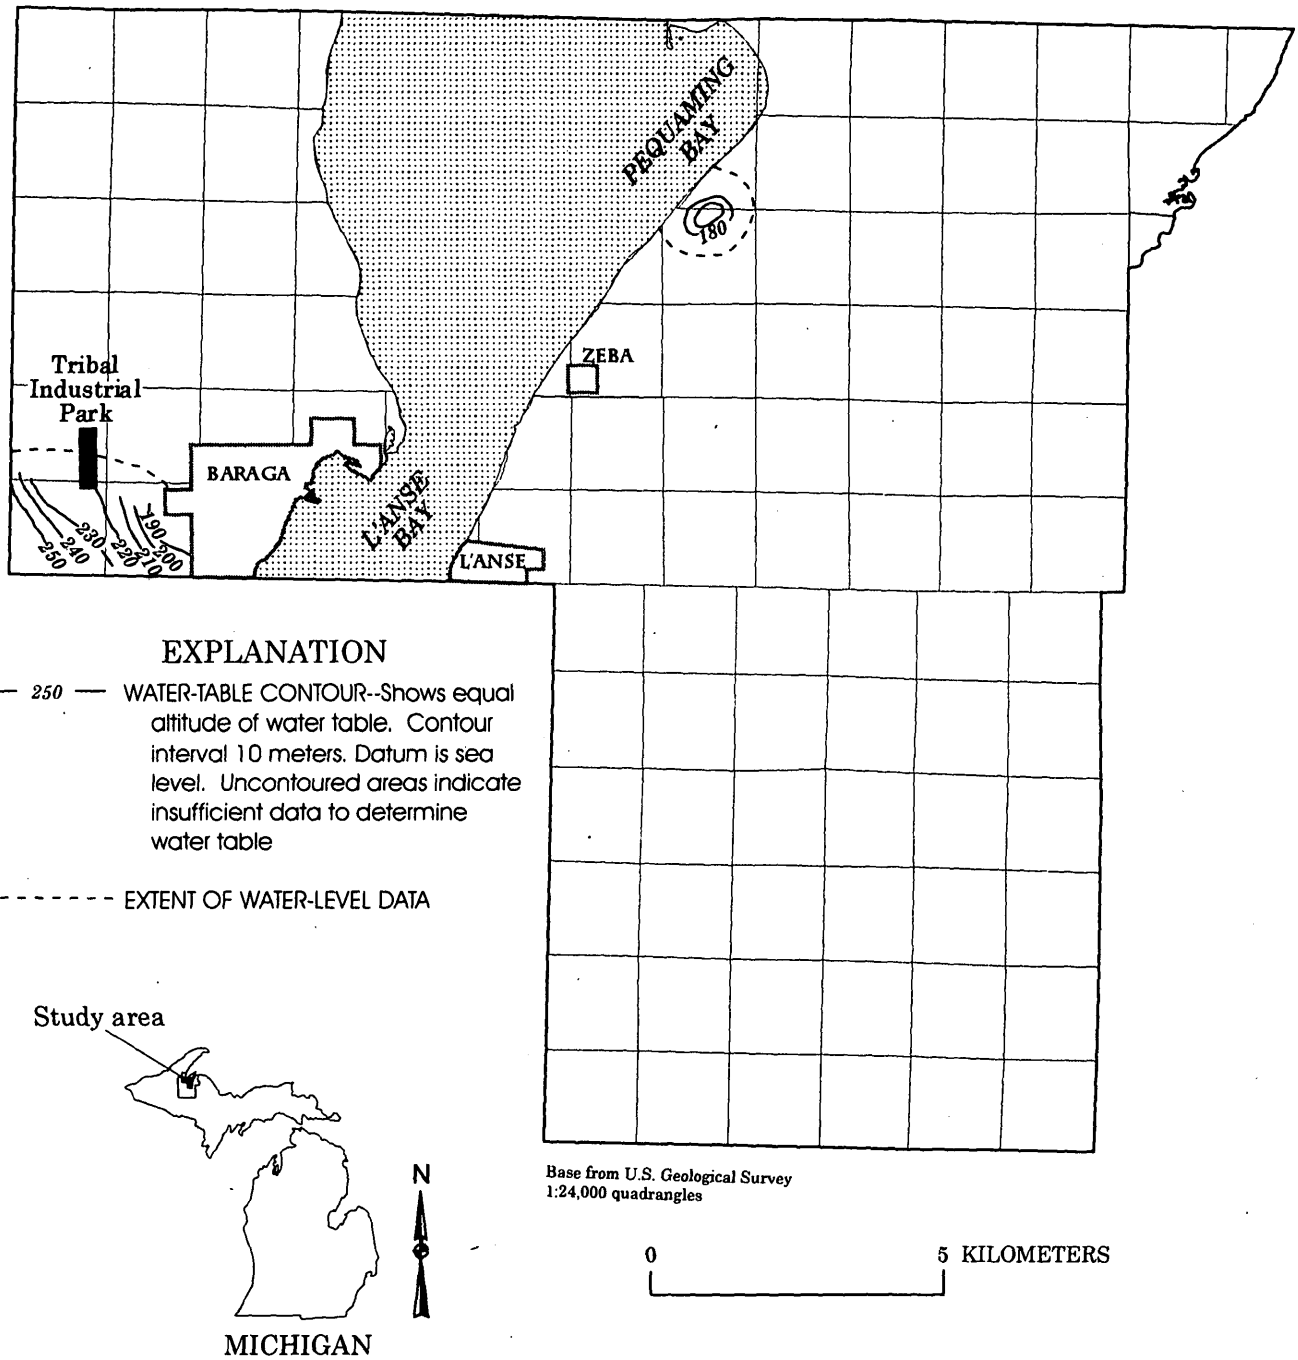 PEQUAMING
BAY
180
ZEBA
Tribal
Industrial
Park
BARAGA
L'ANSE
BAY
L'ANSE
250
240
230
220
210
190
200
EXPLANATION
250 WATER-TABLE CONTOUR--Shows equal
altitude of water table. Contour
interval 10 meters. Datum is sea
level. Uncontoured areas indicate
insufficient data to determine
water table
EXTENT OF WATER-LEVEL DATA
Study area
N
MICHIGAN
Base from U.S. Geological Survey
1:24,000 quadrangles
0 5 KILOMETERS